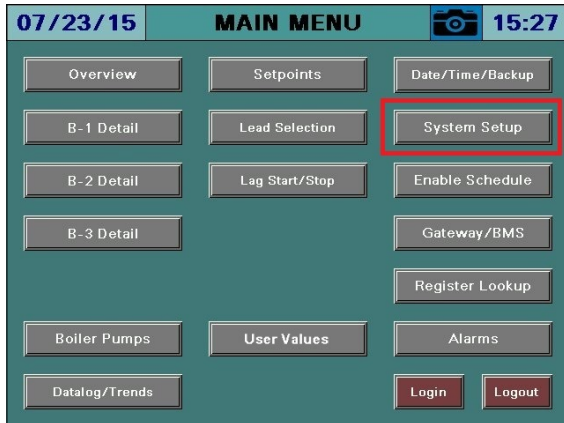 07/23/15 MAIN MENU 15:27
Overview Setpoints Date/Time/Backup
B-1 Detail Lead Selection System Setup
B-2 Detail Lag Start/Stop Enable Schedule
B-3 Detail Gateway/BMS
Register Lookup
Boiler Pumps User Values Alarms
Datalog/Trends Login Logout